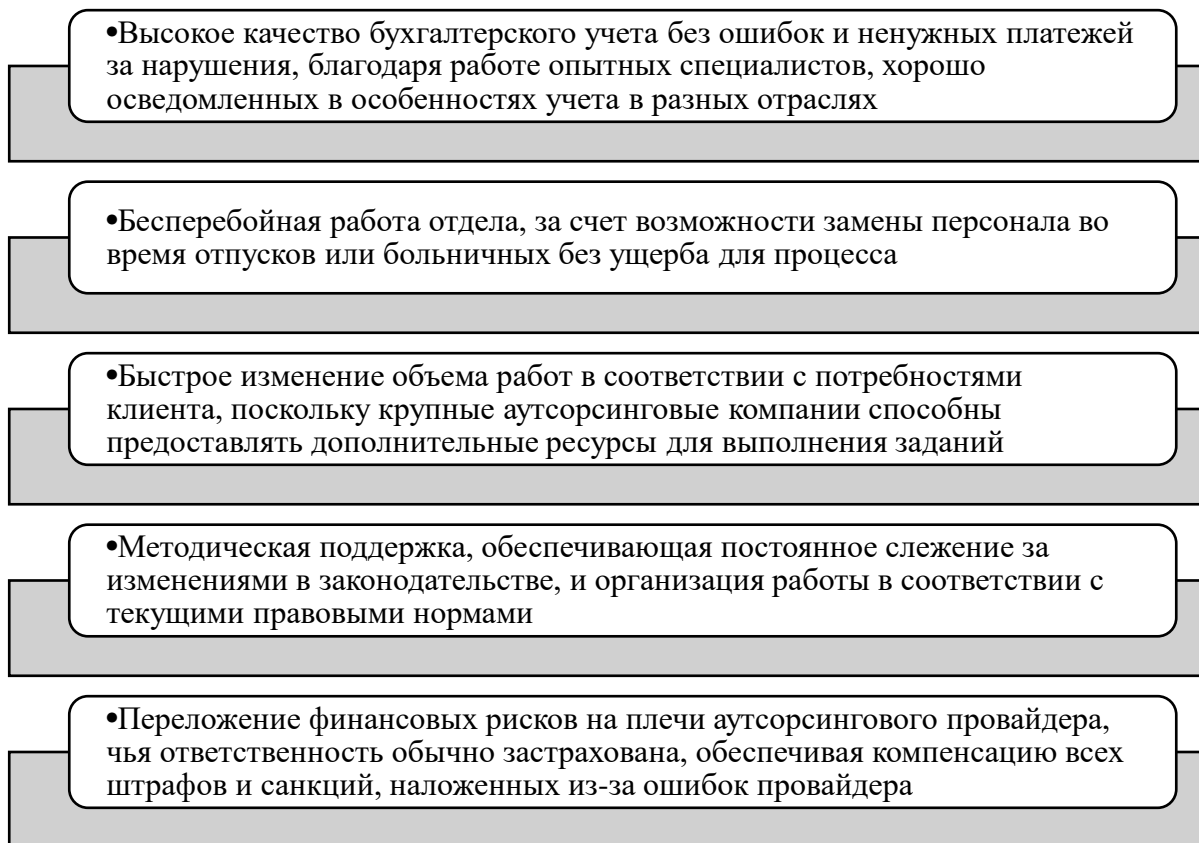 •Высокое качество бухгалтерского учета без ошибок и ненужных платежей
за нарушения, благодаря работе опытных специалистов, хорошо
осведомленных в особенностях учета в разных отраслях
•Бесперебойная работа отдела, за счет возможности замены персонала во
время отпусков или больничных без ущерба для процесса
•Быстрое изменение объема работ в соответствии с потребностями
клиента, поскольку крупные аутсорсинговые компании способны
предоставлять дополнительные ресурсы для выполнения заданий
•Методическая поддержка, обеспечивающая постоянное слежение за
изменениями в законодательстве, и организация работы в соответствии с
текущими правовыми нормами
•Переложение финансовых рисков на плечи аутсорсингового провайдера,
чья ответственность обычно застрахована, обеспечивая компенсацию всех
штрафов и санкций, наложенных из-за ошибок провайдера